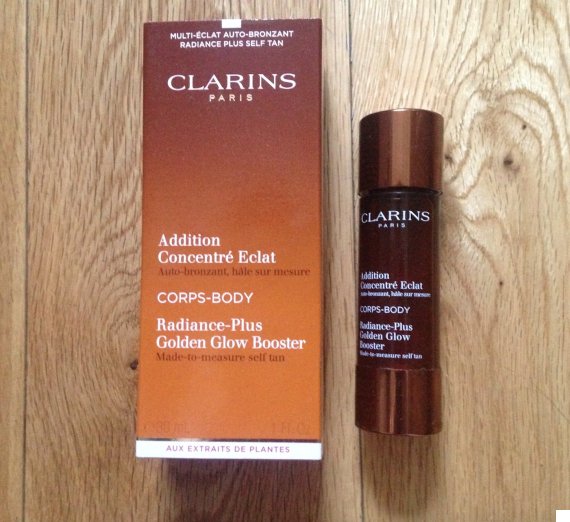 MULTI-ÉCLAT AUTO-BRONZANT
RADIANCE PLUS SELF TAN
CLARINS
PARIS
Addition
Concentré Eclat
Auto-bronzant, hâle sur mesure
CORPS-BODY
Radiance-Plus
Golden Glow Booster
Made-to-measure self tan
AUX EXTRAITS DE PLANTES
CLARINS
PARIS
Addition
Concentré Eclat
Auto-bronzant, hâle sur mesure
CORPS-BODY
Radiance-Plus
Golden Glow
Booster
Made-to-measure self tan